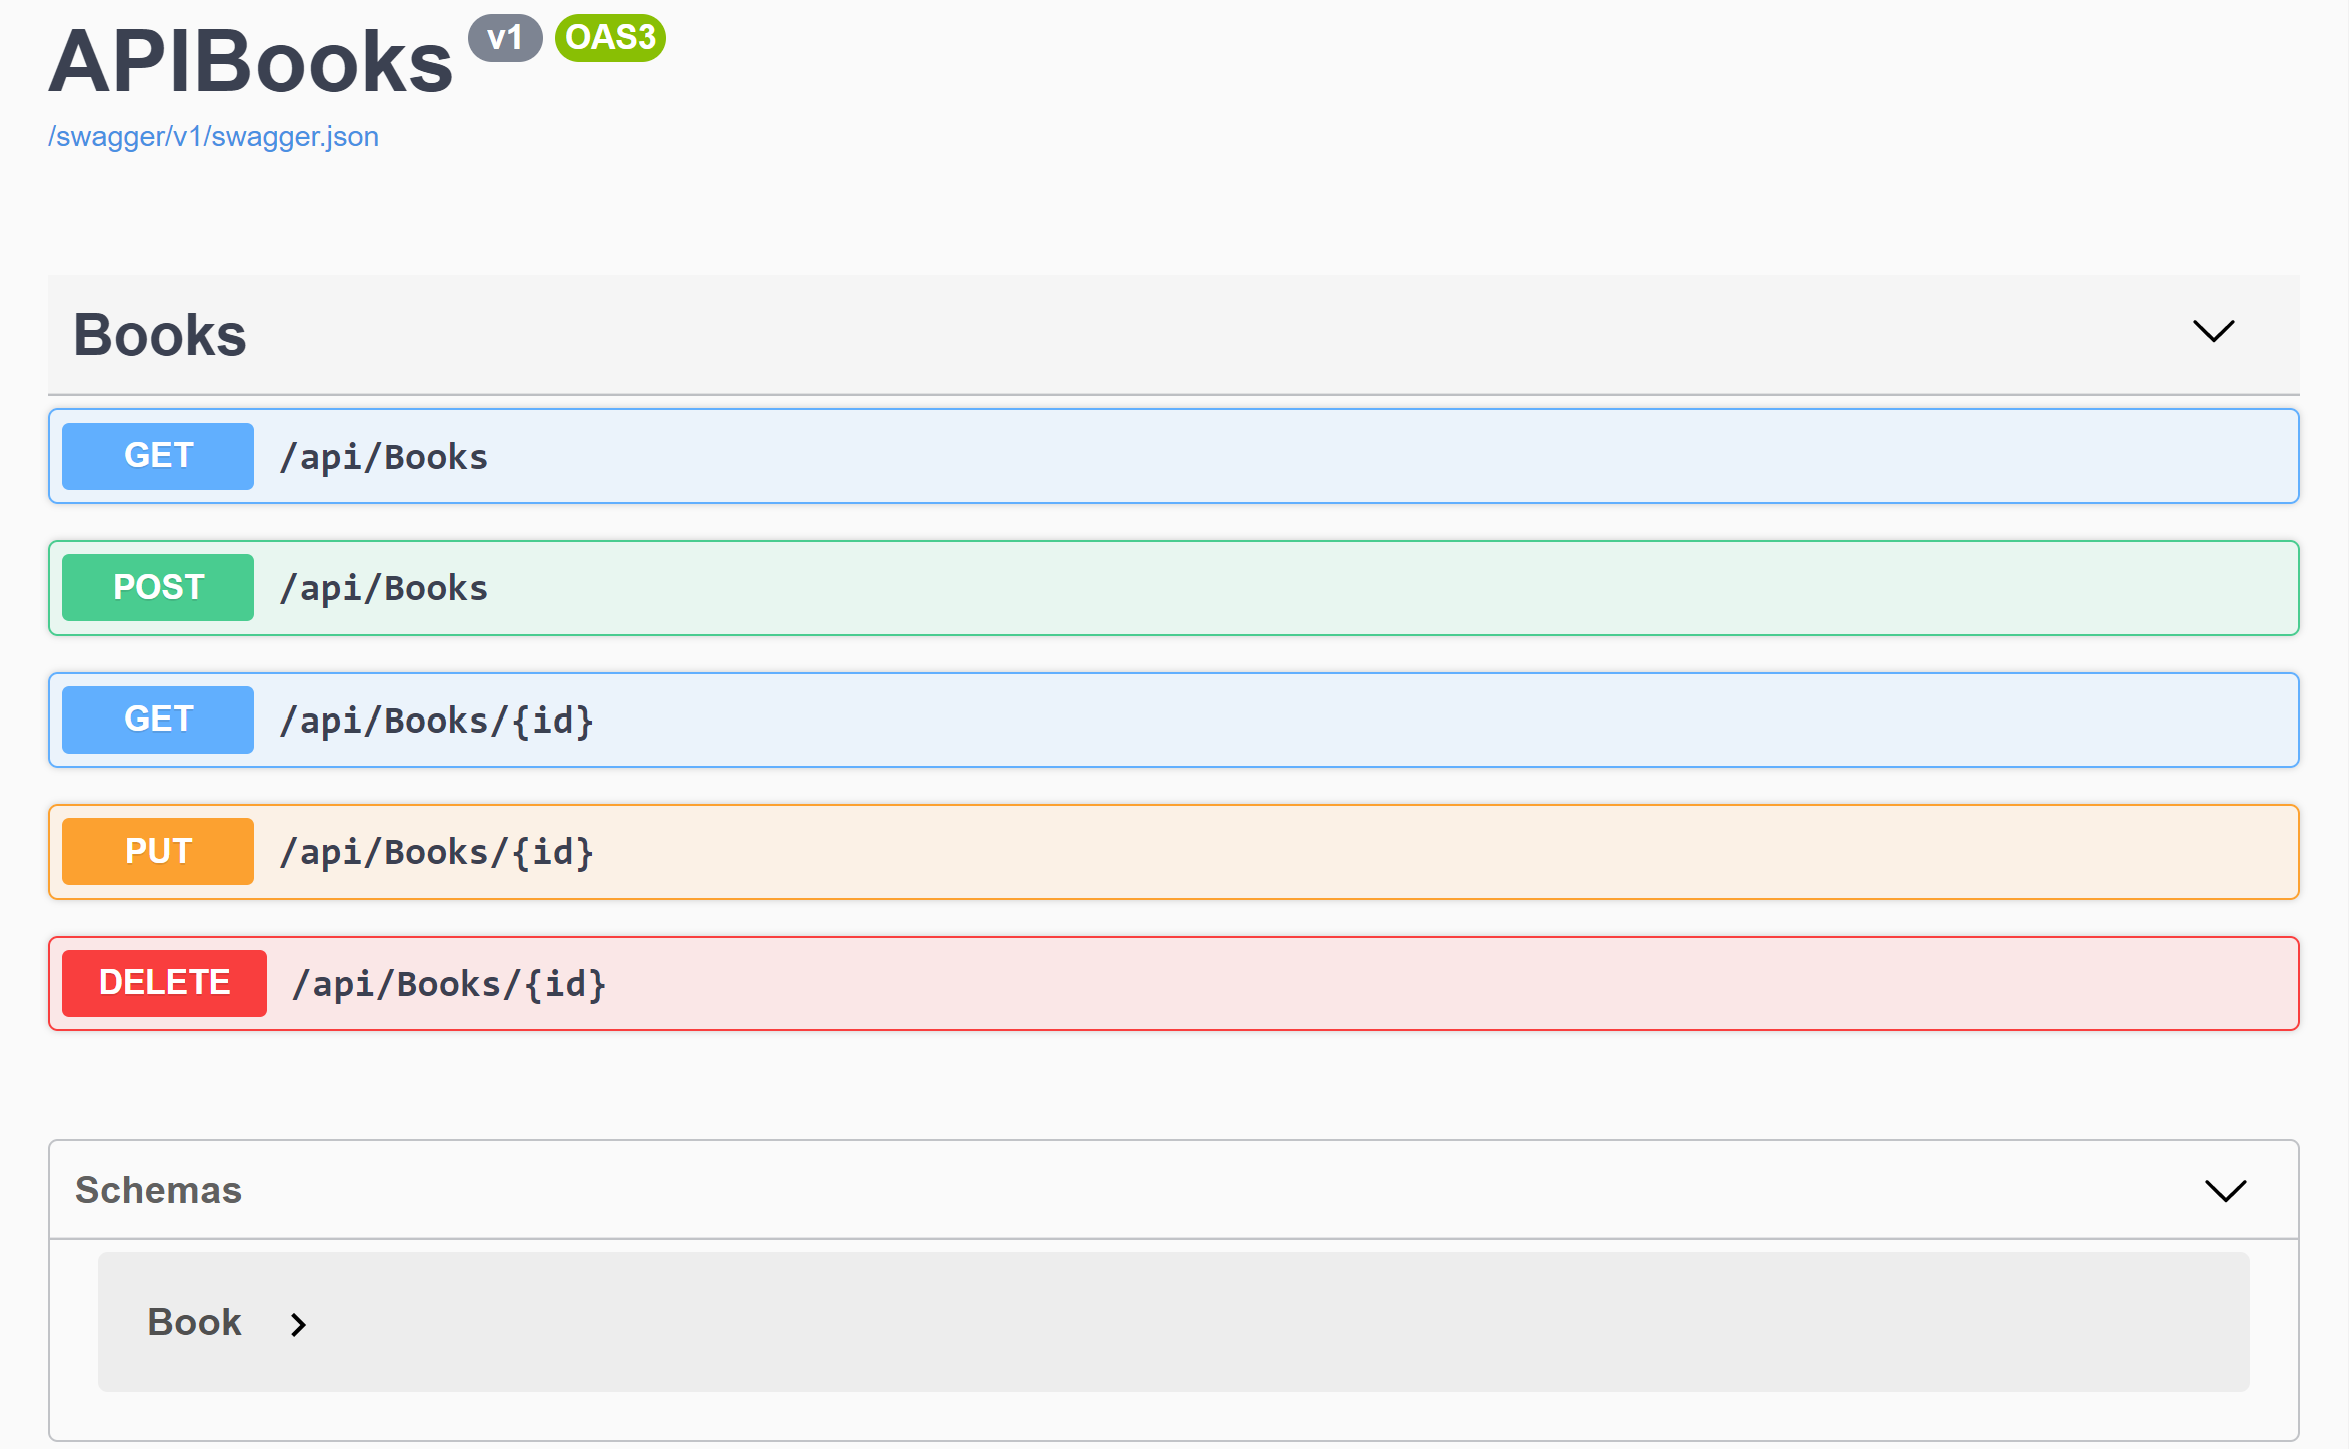 APIBooks v1 OAS3
/swagger/v1/swagger.json
Books
GET /api/Books
POST /api/Books
GET /api/Books/{id}
PUT /api/Books/{id}
DELETE /api/Books/{id}
Schemas
Book